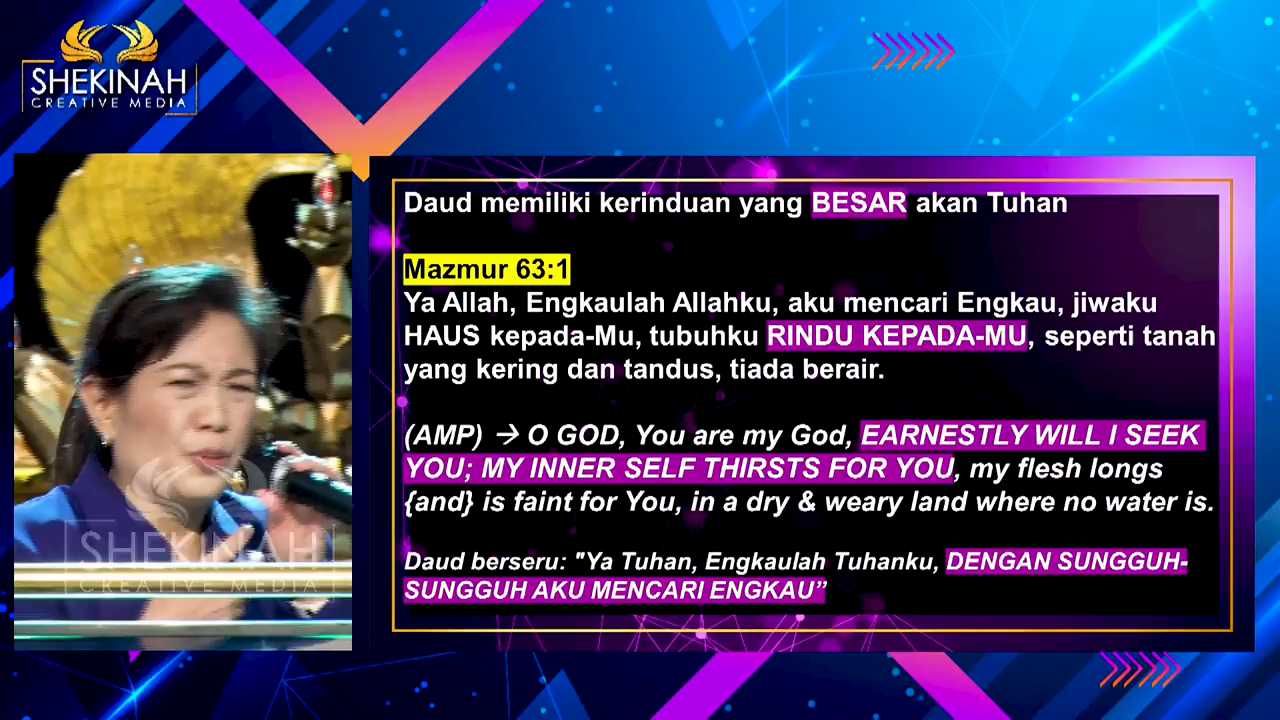 SHEKINAH
CREATIVE MEDIA
Daud memiliki kerinduan yang BESAR akan Tuhan
Mazmur 63:1
Ya Allah, Engkaulah Allahku, aku mencari Engkau, jiwaku
HAUS kepada-Mu, tubuhku RINDU KEPADA-MU, seperti tanah
yang kering dan tandus, tiada berair.
(AMP) → O GOD, You are my God, EARNESTLY WILL I SEEK
YOU; MY INNER SELF THIRSTS FOR YOU, my flesh longs
{and} is faint for You, in a dry & weary land where no water is.
Daud berseru: "Ya Tuhan, Engkaulah Tuhanku, DENGAN SUNGGUH-
SUNGGUH AKU MENCARI ENGKAU”
SHEKINAH
CREATIVE MEDIA